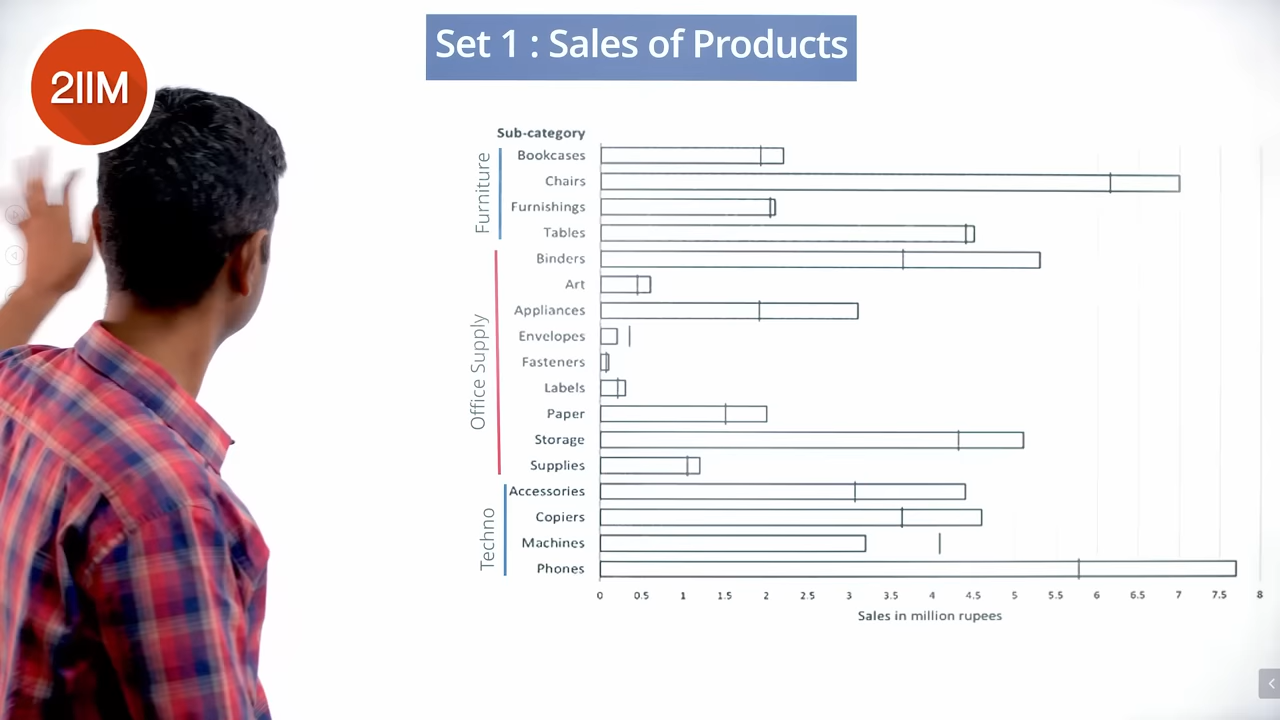 2IIM
Set 1 : Sales of Products
Sub-category
Furniture
Bookcases
Chairs
Furnishings
Tables
Office Supply
Binders
Art
Appliances
Envelopes
Fasteners
Labels
Paper
Storage
Supplies
Techno
Accessories
Copiers
Machines
Phones
0 0.5 1 1.5 2 2.5 3 3.5 4 4.5 5 5.5 6 6.5 7 7.5 8
Sales in million rupees